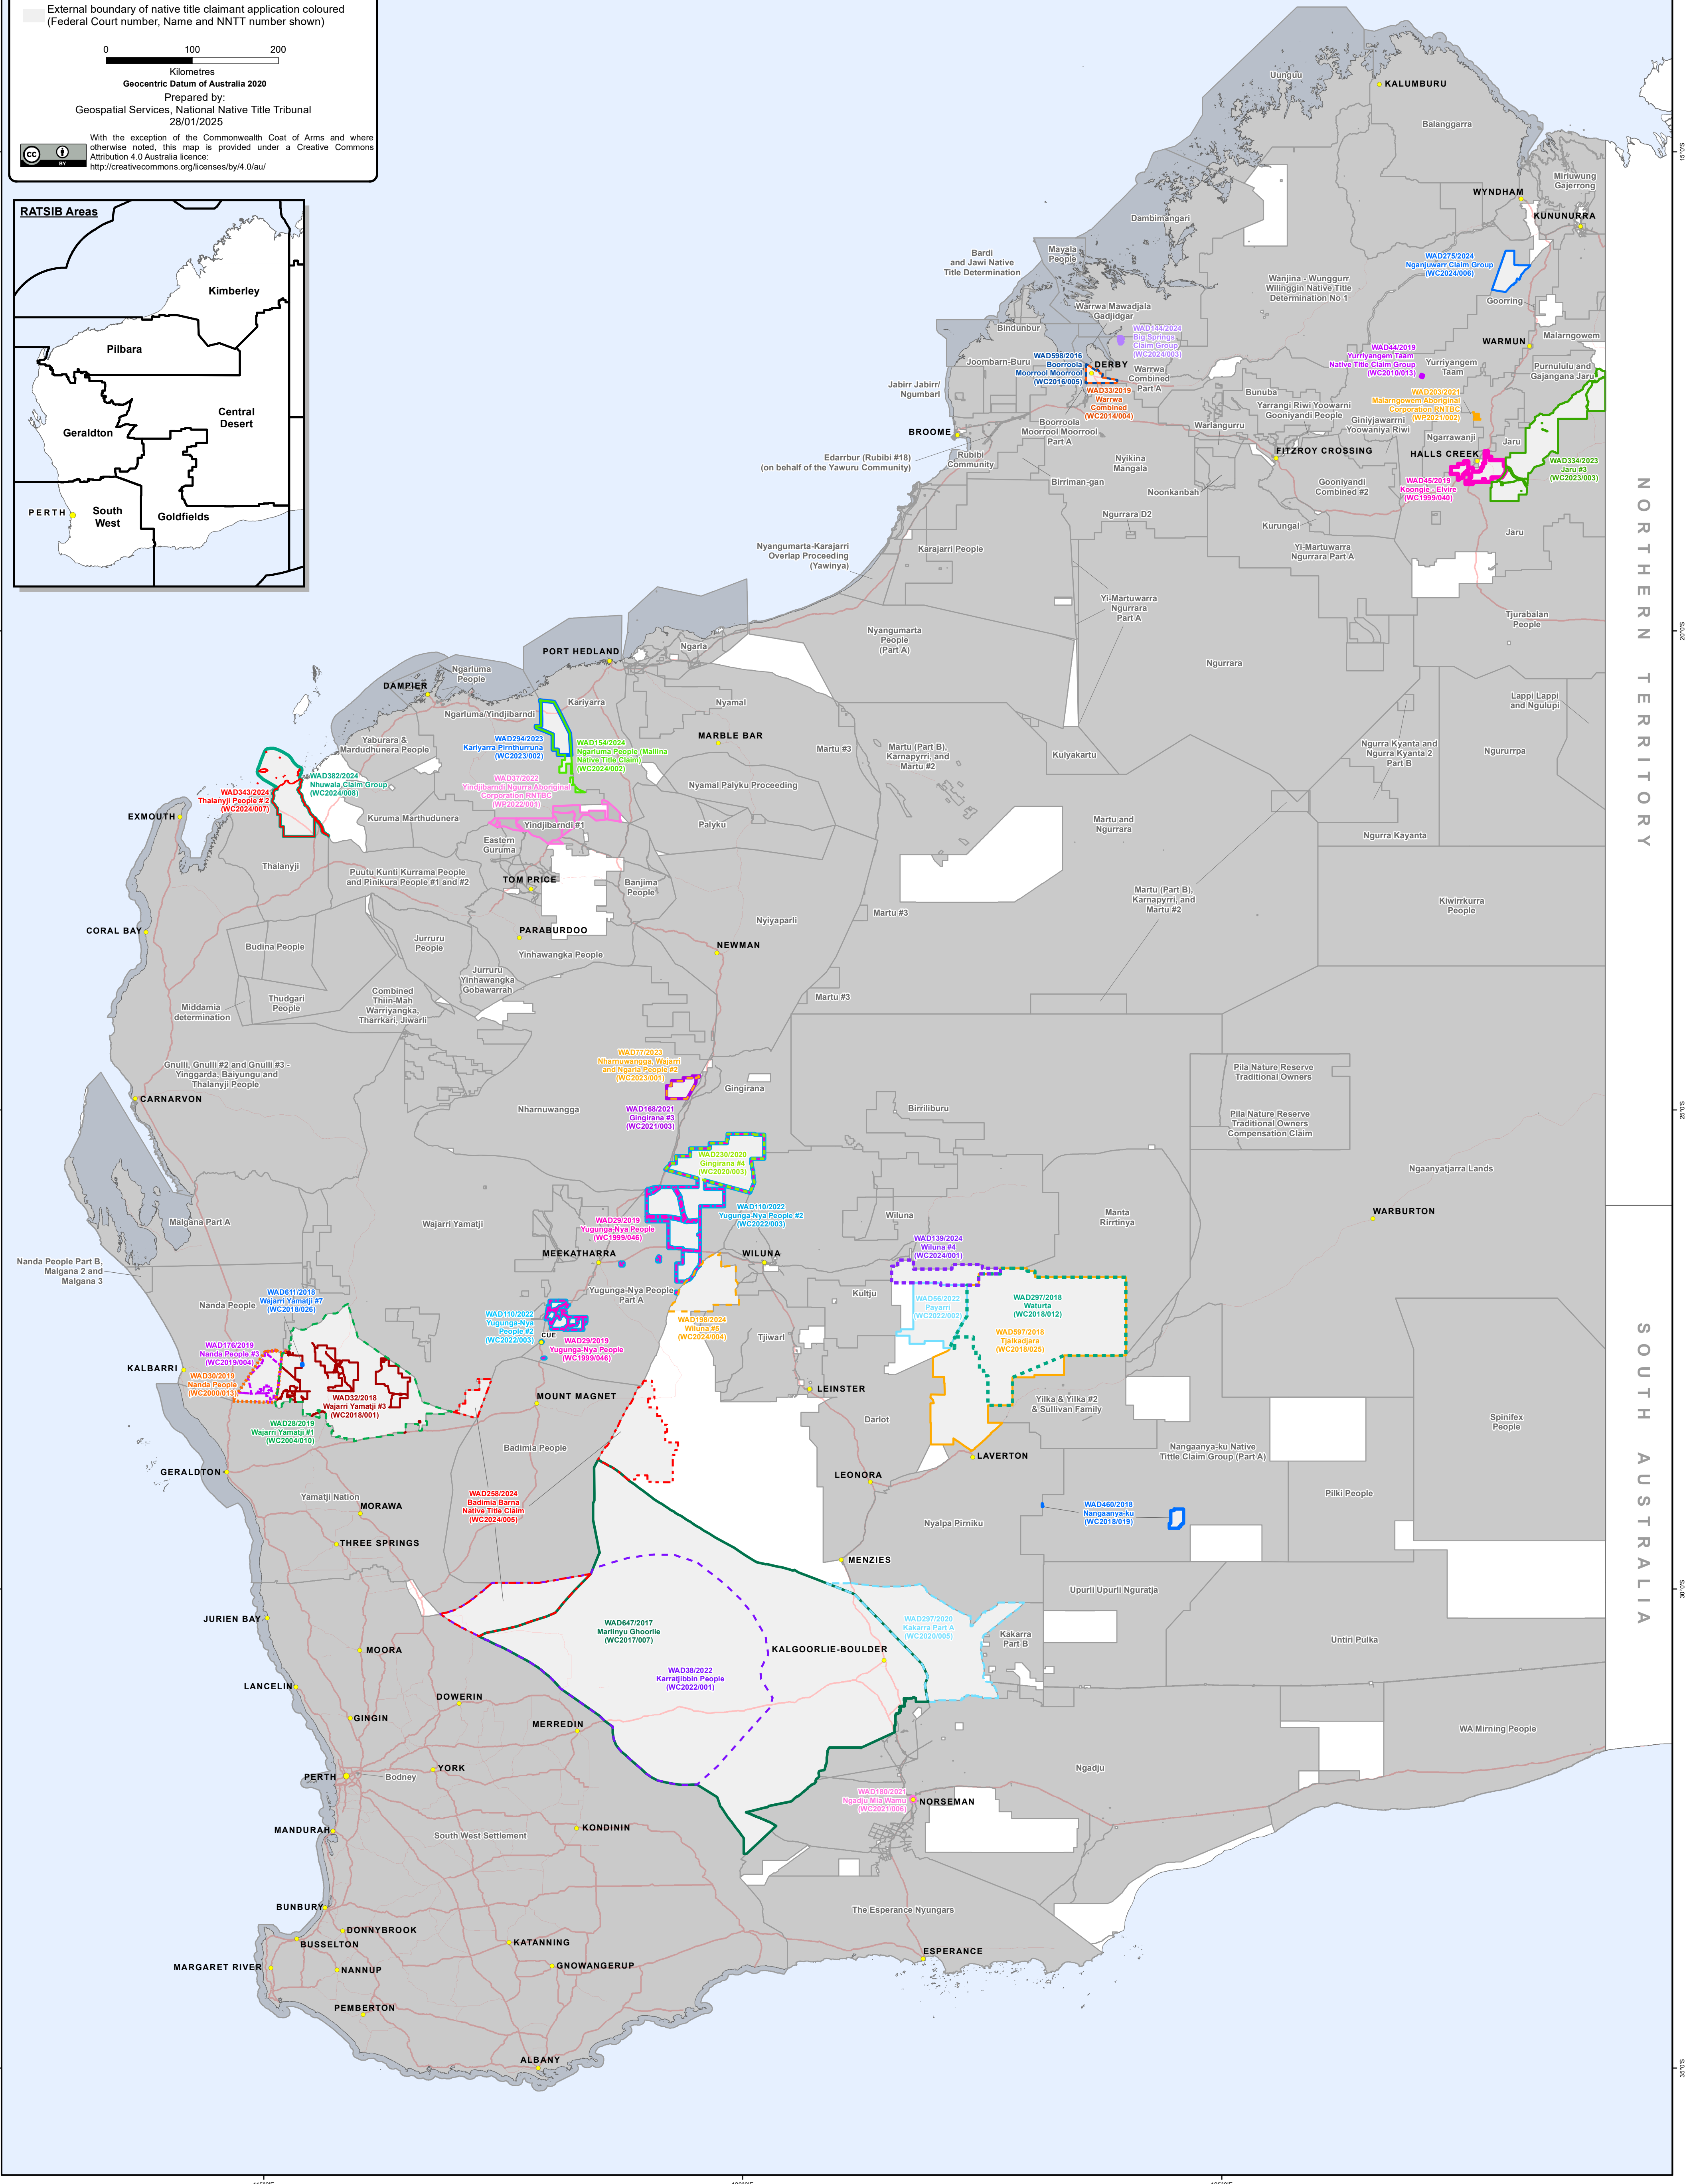 External boundary of native title claimant application coloured
(Federal Court number, Name and NNTT number shown)
0 100 200
Kilometres
Geocentric Datum of Australia 2020
Prepared by:
Geospatial Services, National Native Title Tribunal
28/01/2025
With the exception of the Commonwealth Coat of Arms and where
otherwise noted, this map is provided under a Creative Commons
Attribution 4.0 Australia licence:
http://creativecommons.org/licenses/by/4.0/au/
cc
BY
RATSIB Areas
Kimberley
Pilbara
Central
Desert
Geraldton
PERTH
South
West
Goldfields
Uunguu
KALUMBURU
Balanggarra
15°0'S
Miriuwung
Gajerrong
WYNDHAM
KUNUNURRA
Dambimangari
Mayala
People
Bardi
and Jawi Native
Title Determination
WAD275/2024
Nganjuwarr Claim Group
(WC2024/006)
Wanjina - Wunggurr
Wilinggin Native Title
Determination No 1
Goorring
Warrwa Mawadjala
Gadjidgar
Bindunbur
WAD144/2024
Big Springs
Claim Group
(WC2024/003)
Malarngowem
WARMUN
WAD44/2019
Yurriyangem Taam
Native Title Claim Group
(WC2010/013)
Yurriyangem
Taam
Joombarn-Buru
WAD598/2016
Boorroola
Moorrool Moorrool
(WC2016/005)
DERBY
Warrwa
Combined
Part A
Purnululu and
Gajangana Jaru
Jabirr Jabirr/
Ngumbarl
WAD33/2019
Warrwa
Combined
(WC2014/004)
Bunuba
WAD203/2021
Malarngowem Aboriginal
Corporation RNTBC
(WP2021/002)
Yarrangi Riwi Yoowarni
Gooniyandi People
Giniyjawarrni
Yoowaniya Riwi
Warlangurru
Boorroola
Moorrool Moorrool
Part A
BROOME
Ngarrawanji
Jaru
Edarrbur (Rubibi #18)
(on behalf of the Yawuru Community)
Rubibi
Community
Nyikina
Mangala
FITZROY CROSSING
HALLS CREEK
WAD334/2023
Jaru #3
(WC2023/003)
WAD45/2019
Koongie - Elvire
(WC1999/040)
Birriman-gan
Noonkanbah
Gooniyandi
Combined #2
Ngurrara D2
Kurungal
Jaru
Nyangumarta-Karajarri
Overlap Proceeding
(Yawinya)
Karajarri People
Yi-Martuwarra
Ngurrara Part A
NORTHERN TERRITORY
Yi-Martuwarra
Ngurrara
Part A
Tjurabalan
People
Nyangumarta
People
(Part A)
20°0'S
PORT HEDLAND
Ngarla
Ngurrara
Ngarluma
People
DAMPIER
Kariyarra
Nyamal
Lappi Lappi
and Ngulupi
Ngarluma/Yindjibarndi
MARBLE BAR
Yaburara &
Mardudhunera People
WAD294/2023
Kariyarra Pirnthurruna
(WC2023/002)
WAD154/2024
Ngarluma People (Mallina
Native Title Claim)
(WC2024/002)
Martu #3
Martu (Part B),
Karnapyrri, and
Martu #2
Kulyakartu
Ngurra Kyanta and
Ngurra Kyanta 2
Part B
Ngururrpa
WAD382/2024
Nhuwala Claim Group
(WC2024/008)
WAD37/2022
Yindjibarndi Ngurra Aboriginal
Corporation RNTBC
(WP2022/001)
Nyamal Palyku Proceeding
WAD343/2024
Thalanyji People # 2
(WC2024/007)
EXMOUTH
Kuruma Marthudunera
Yindjibarndi #1
Palyku
Martu and
Ngurrara
Ngurra Kayanta
Eastern
Guruma
Thalanyji
Puutu Kunti Kurrama People
and Pinikura People #1 and #2
TOM PRICE
Banjima
People
Martu (Part B),
Karnapyrri, and
Martu #2
Kiwirrkurra
People
Martu #3
Nyiyaparli
CORAL BAY
PARABURDOO
Budina People
Jurruru
People
Yinhawangka People
NEWMAN
Jurruru
Yinhawangka
Gobawarrah
Martu #3
Middamia
determination
Thudgari
People
Combined
Thiin-Mah
Warriyangka,
Tharrkari, Jiwarli
WAD77/2023
Nharnuwangga, Wajarri
and Ngarla People #2
(WC2023/001)
Gnulli, Gnulli #2 and Gnulli #3 -
Yinggarda, Baiyungu and
Thalanyji People
Gingirana
Pila Nature Reserve
Traditional Owners
CARNARVON
Nharnuwangga
WAD168/2021
Gingirana #3
(WC2021/003)
Birriliburu
Pila Nature Reserve
Traditional Owners
Compensation Claim
25°0'S
WAD230/2020
Gingirana #4
(WC2020/003)
Ngaanyatjarra Lands
Malgana Part A
Wajarri Yamatji
WAD29/2019
Yugunga-Nya People
(WC1999/046)
WAD110/2022
Yugunga-Nya People #2
(WC2022/003)
Wiluna
Manta
Rirrtinya
WARBURTON
Nanda People Part B,
Malgana 2 and
Malgana 3
MEEKATHARRA
WILUNA
WAD139/2024
Wiluna #4
(WC2024/001)
Nanda People
WAD611/2018
Wajarri Yamatji #7
(WC2018/026)
Yugunga-Nya People
Part A
Kultju
WAD56/2022
Payarri
(WC2022/002)
WAD297/2018
Waturta
(WC2018/012)
WAD110/2022
Yugunga-Nya
People #2
(WC2022/003)
CUE
WAD29/2019
Yugunga-Nya People
(WC1999/046)
WAD198/2024
Wiluna #5
(WC2024/004)
Tjiwarl
WAD597/2018
Tjalkadjara
(WC2018/025)
WAD176/2019
Nanda People #3
(WC2019/004)
KALBARRI
WAD30/2019
Nanda People
(WC2000/013)
WAD32/2018
Wajarri Yamatji #3
(WC2018/001)
MOUNT MAGNET
LEINSTER
Yilka & Yilka #2
& Sullivan Family
WAD28/2019
Wajarri Yamatji #1
(WC2004/010)
Darlot
Spinifex
People
Badimia People
Nangaanya-ku Native
Tittle Claim Group (Part A)
LAVERTON
GERALDTON
LEONORA
Yamatji Nation
MORAWA
WAD258/2024
Badimia Barna
Native Title Claim
(WC2024/005)
WAD460/2018
Nangaanya-ku
(WC2018/019)
Pilki People
Nyalpa Pirniku
SOUTH AUSTRALIA
THREE SPRINGS
MENZIES
30°0'S
Upurli Upurli Nguratja
JURIEN BAY
WAD647/2017
Marlinyu Ghoorlie
(WC2017/007)
WAD297/2020
Kakarra Part A
(WC2020/005)
Kakarra
Part B
Untiri Pulka
MOORA
KALGOORLIE-BOULDER
WAD38/2022
Karratjibbin People
(WC2022/001)
LANCELIN
DOWERIN
GINGIN
MERREDIN
WA Mirning People
YORK
PERTH
Bodney
Ngadju
WAD180/2021
Ngadju Mia Wamu
(WC2021/006)
NORSEMAN
MANDURAH
South West Settlement
KONDININ
BUNBURY
The Esperance Nyungars
DONNYBROOK
BUSSELTON
KATANNING
ESPERANCE
MARGARET RIVER
NANNUP
GNOWANGERUP
PEMBERTON
ALBANY
35°0'S